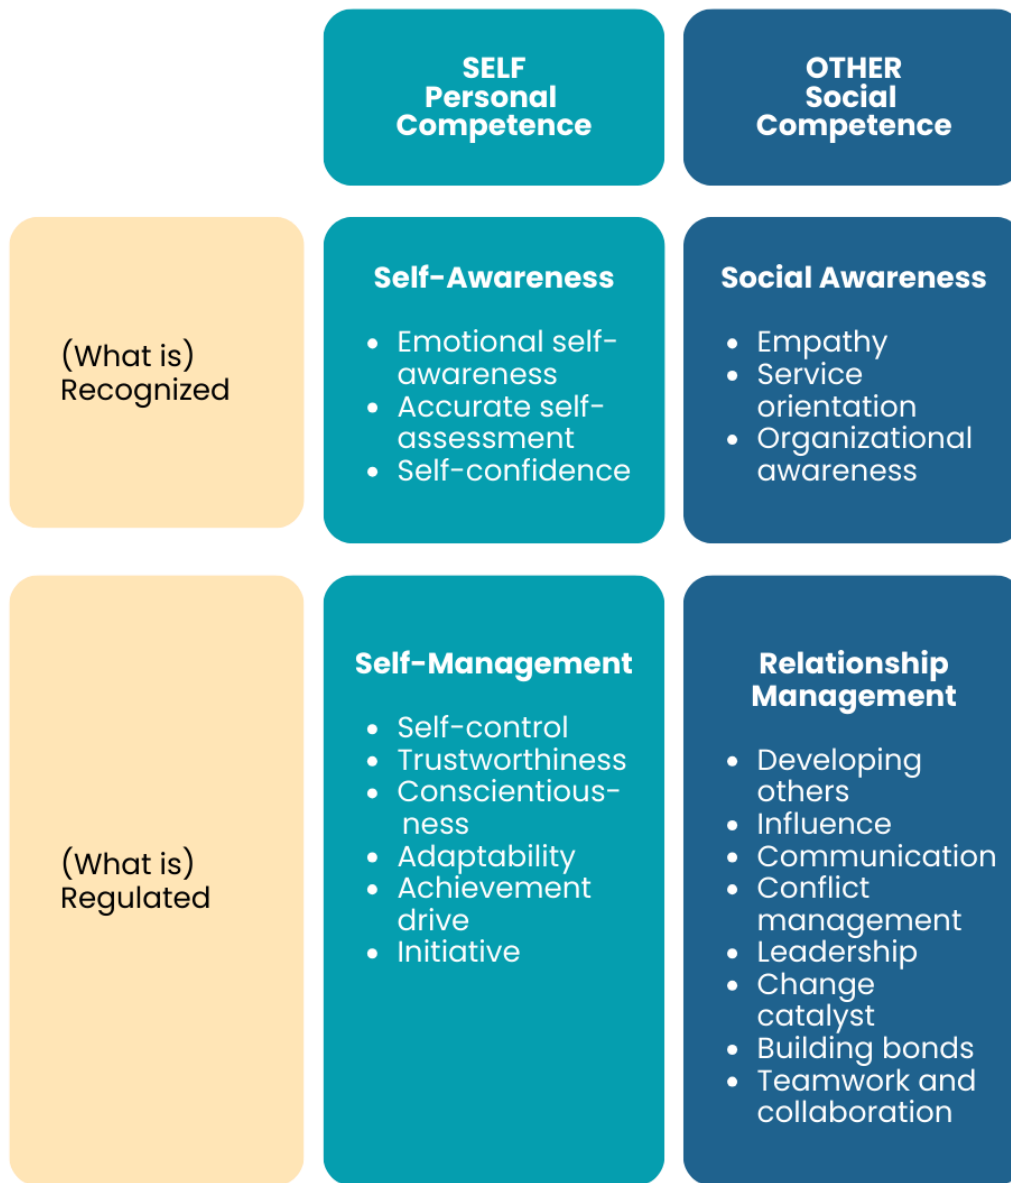 SELF
Personal
Competence
OTHER
Social
Competence
(What is)
Recognized
Self-Awareness
• Emotional self-
awareness
• Accurate self-
assessment
• Self-confidence
Social Awareness
• Empathy
• Service
orientation
• Organizational
awareness
(What is)
Regulated
Self-Management
• Self-control
• Trustworthiness
• Conscientious-
ness
• Adaptability
• Achievement
drive
• Initiative
Relationship
Management
• Developing
others
• Influence
• Communication
• Conflict
management
• Leadership
• Change
catalyst
• Building bonds
• Teamwork and
collaboration